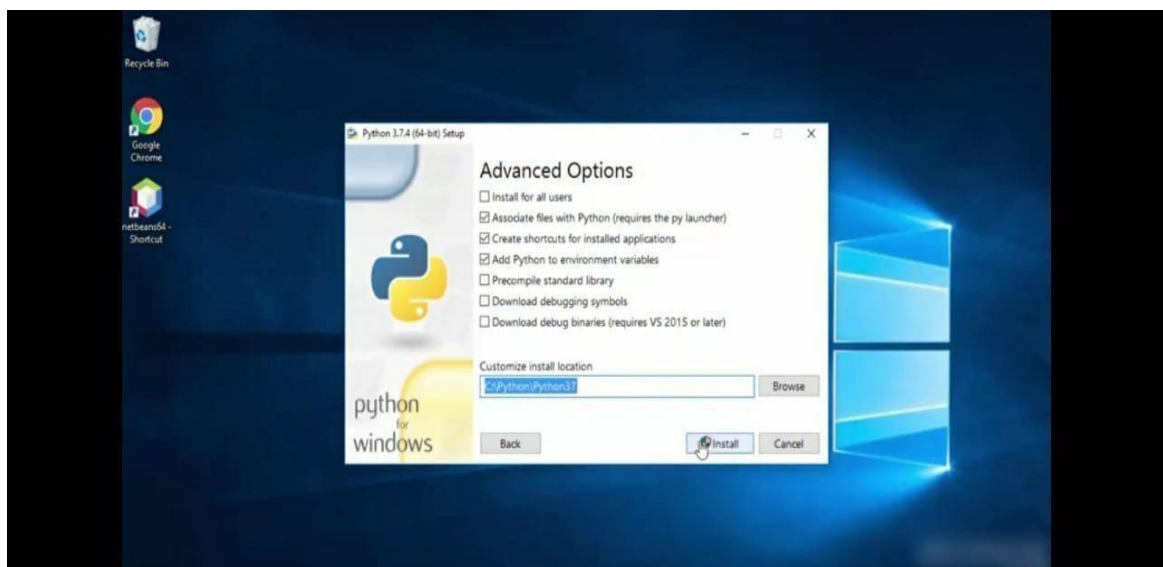 Recycle Bin
Google
Chrome
netbeans64 -
Shortcut
Python 3.7.4 (64-bit) Setup
Advanced Options
Install for all users
Associate files with Python (requires the py launcher)
Create shortcuts for installed applications
Add Python to environment variables
Precompile standard library
Download debugging symbols
Download debug binaries (requires VS 2015 or later)
Customize install location
C:\Python\Python37
Browse
python
for
windows
Back
Install
Cancel